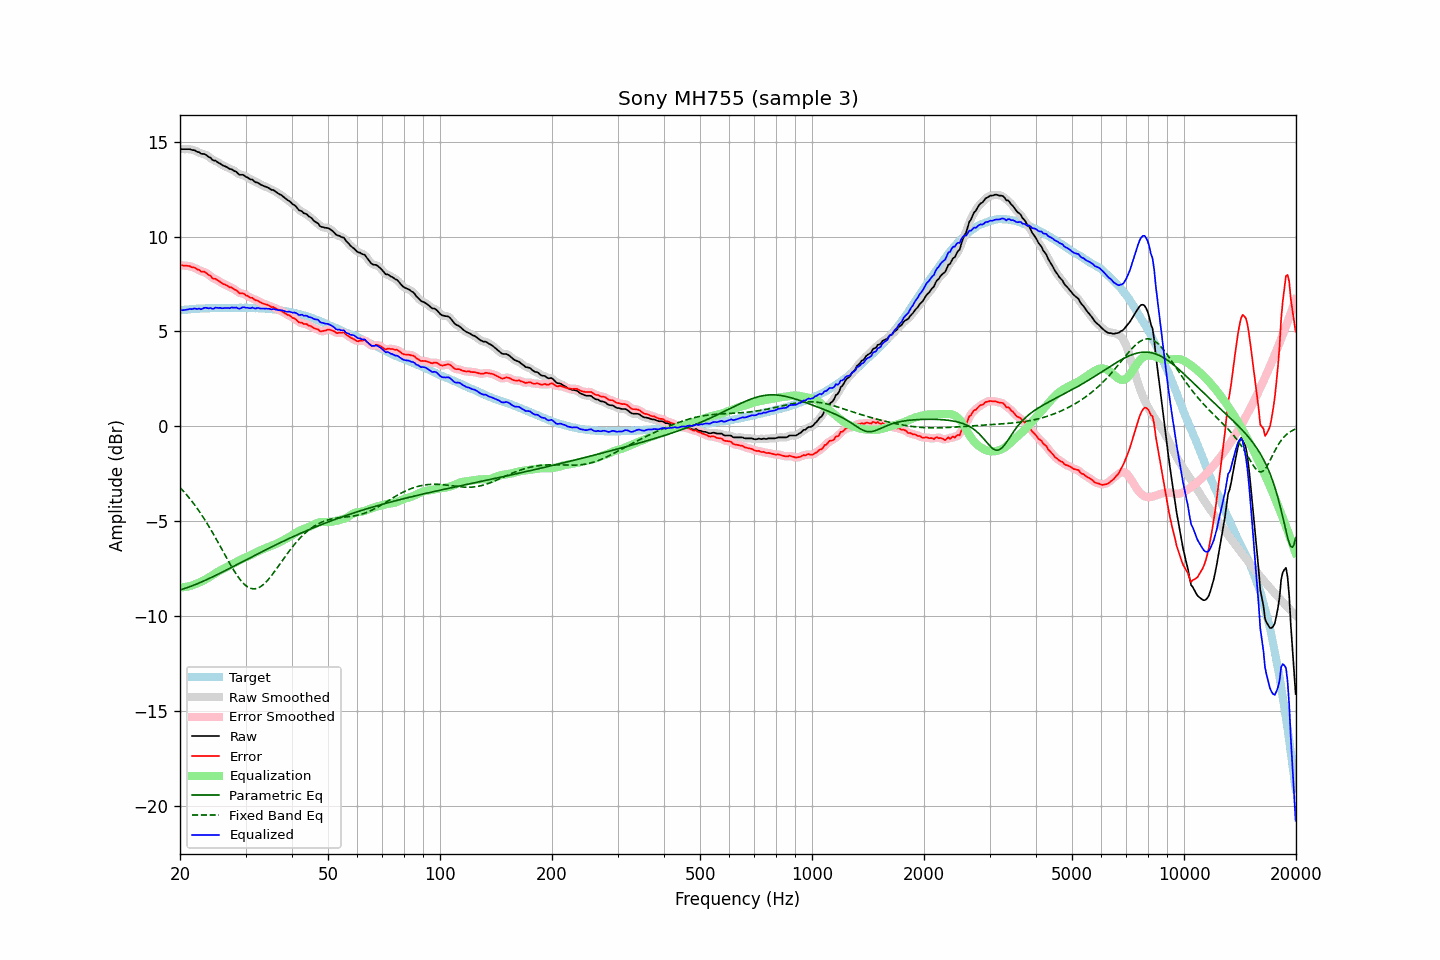 Sony MH755 (sample 3)
15
10
5
0
−5
−10
−15
−20
Amplitude (dBr)
Target
Raw Smoothed
Error Smoothed
Raw
Error
Equalization
Parametric Eq
Fixed Band Eq
Equalized
20 50 100 200 500 1000 2000 5000 10000 20000
Frequency (Hz)